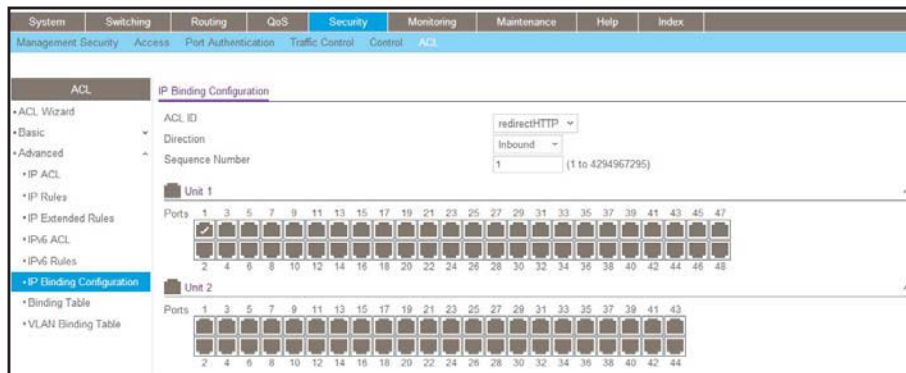 System Switching Routing QoS Security Monitoring Maintenance Help Index
Management Security Access Port Authentication Traffic Control Control ACL
ACL
IP Binding Configuration
ACL Wizard
Basic
Advanced
IP ACL
IP Rules
IP Extended Rules
IPv6 ACL
IPv6 Rules
IP Binding Configuration
Binding Table
VLAN Binding Table
ACL ID redirectHTTP
Direction Inbound
Sequence Number 1 (1 to 4294967295)
Unit 1
Ports 1 3 5 7 9 11 13 15 17 19 21 23 25 27 29 31 33 35 37 39 41 43 45 47
2 4 6 8 10 12 14 16 18 20 22 24 26 28 30 32 34 36 38 40 42 44 46 48
Unit 2
Ports 1 3 5 7 9 11 13 15 17 19 21 23 25 27 29 31 33 35 37 39 41 43
2 4 6 8 10 12 14 16 18 20 22 24 26 28 30 32 34 36 38 40 42 44